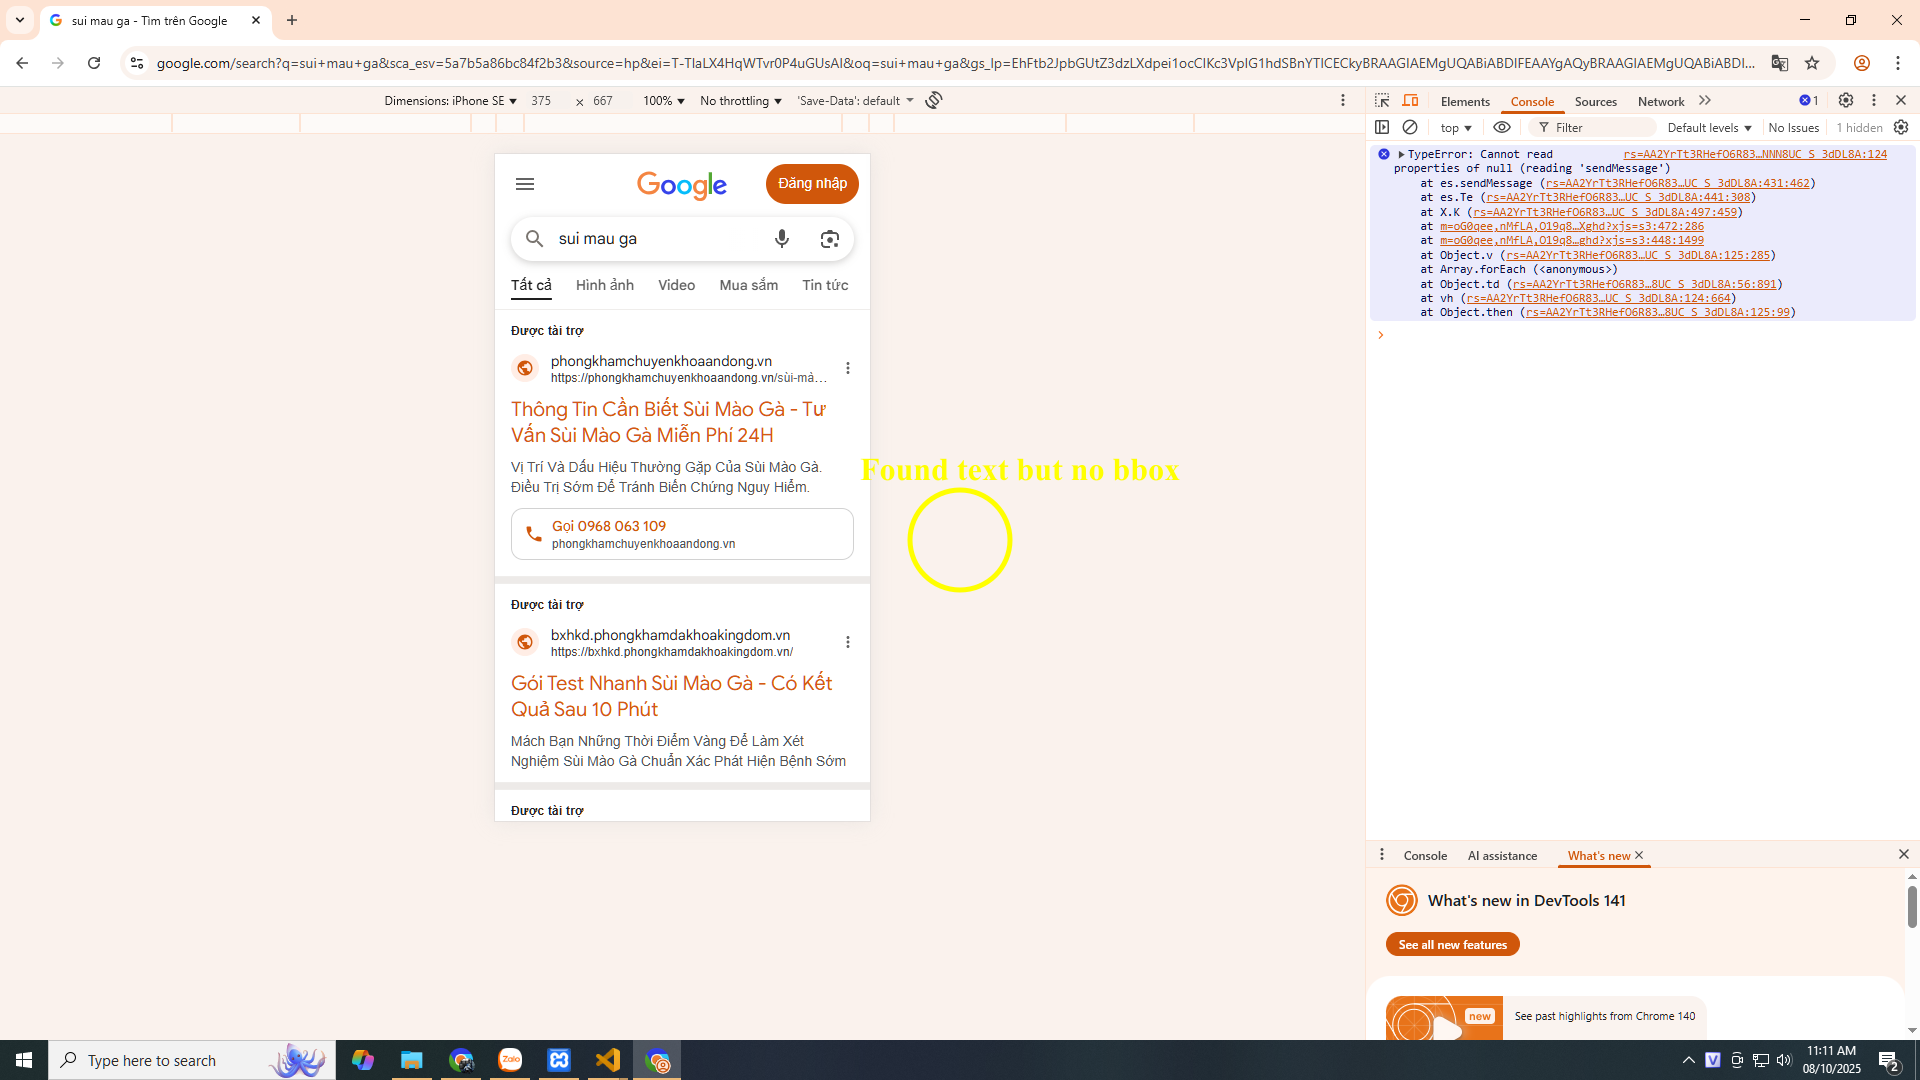 sui mau ga - Tìm trên Google
google.com/search?q=sui+mau+ga&sca_esv=5a7b5a86bc84f2b3&source=hp&ei=T-TlaLX4HqWTvr0P4uGUsAI&oq=sui+mau+ga&gs_lp=EhFtb2JpbGUtZ3dzLXdpei1ocCIKc3VpIG1hdSBnYTICECkyBRAAGIAEMgUQABiABDIFEAAYgAQyBRAAGIAEMgUQABiABDI...
Dimensions: iPhone SE 375 × 667 100% No throttling 'Save-Data': default
Elements Console Sources Network 1
top Filter Default levels No Issues 1 hidden
Google Đăng nhập
sui mau ga
Tất cả Hình ảnh Video Mua sắm Tin tức
Được tài trợ
phongkhamchuyenkhoaandong.vn
https://phongkhamchuyenkhoaandong.vn/sùi-mà...
Thông Tin Cần Biết Sùi Mào Gà - Tư
Vấn Sùi Mào Gà Miễn Phí 24H
Vị Trí Và Dấu Hiệu Thường Gặp Của Sùi Mào Gà.
Điều Trị Sớm Để Tránh Biến Chứng Nguy Hiểm.
Gọi 0968 063 109
phongkhamchuyenkhoaandong.vn
Được tài trợ
bxhkd.phongkhamdakhoakingdom.vn
https://bxhkd.phongkhamdakhoakingdom.vn/
Gói Test Nhanh Sùi Mào Gà - Có Kết
Quả Sau 10 Phút
Mách Bạn Những Thời Điểm Vàng Để Làm Xét
Nghiệm Sùi Mào Gà Chuẩn Xác Phát Hiện Bệnh Sớm
Được tài trợ
Found text but no bbox
TypeError: Cannot read rs=AA2YrTt3RHefO6R83…NNN8UC_S_3dDL8A:124
properties of null (reading 'sendMessage')
at es.sendMessage (rs=AA2YrTt3RHefO6R83…UC_S_3dDL8A:431:462)
at es.Te (rs=AA2YrTt3RHefO6R83…UC_S_3dDL8A:441:308)
at X.K (rs=AA2YrTt3RHefO6R83…UC_S_3dDL8A:497:459)
at m=oG0qee,nMfLA,O19q8…Xghd?xjs=s3:472:286
at m=oG0qee,nMfLA,O19q8…ghd?xjs=s3:448:1499
at Object.v (rs=AA2YrTt3RHefO6R83…UC_S_3dDL8A:125:285)
at Array.forEach (<anonymous>)
at Object.td (rs=AA2YrTt3RHefO6R83…8UC_S_3dDL8A:56:891)
at vh (rs=AA2YrTt3RHefO6R83…UC_S_3dDL8A:124:664)
at Object.then (rs=AA2YrTt3RHefO6R83…8UC_S_3dDL8A:125:99)
Console AI assistance What's new
What's new in DevTools 141
See all new features
new
See past highlights from Chrome 140
Type here to search
Zalo
V
11:11 AM
08/10/2025
2